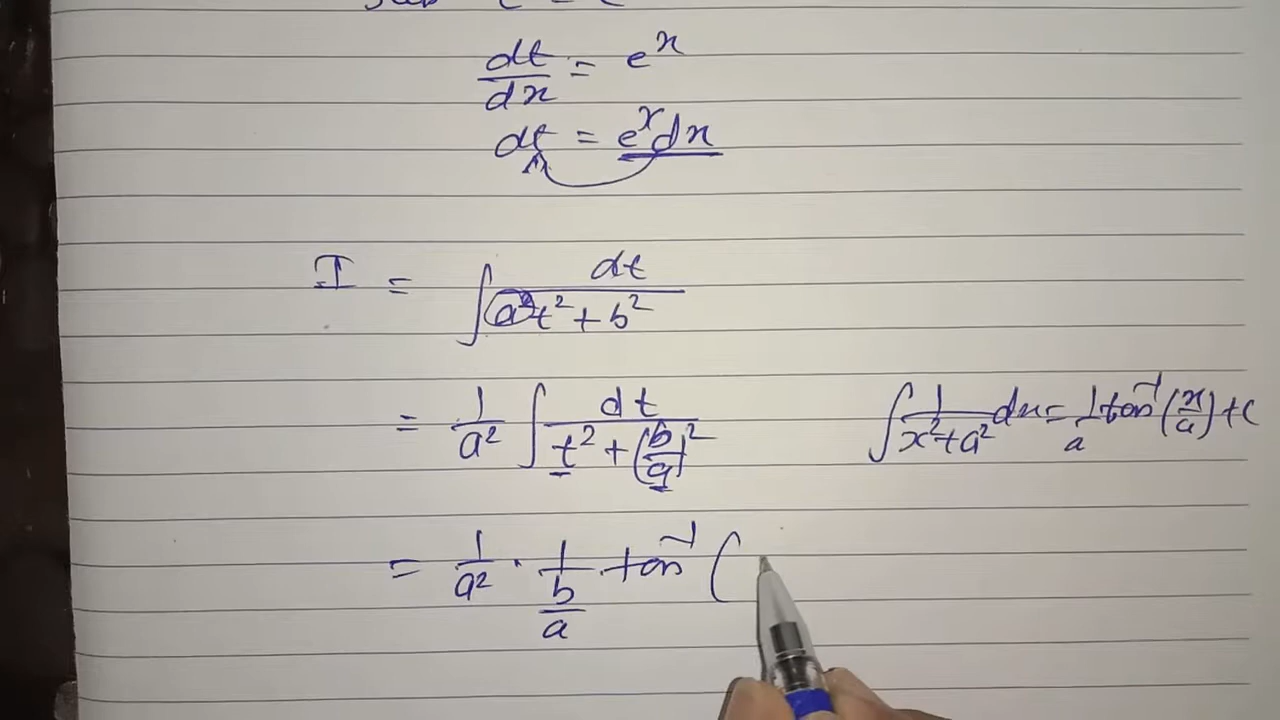 dt/dx = e^x
dt = e^x dx
I = ∫ dt / (a²t² + b²)
= 1/a² ∫ dt / (t² + (b/a)²)
∫ 1/(x² + a²) dx = 1/a tan⁻¹ (x/a) + c
= 1/a² · 1/(b/a) · tan⁻¹ (